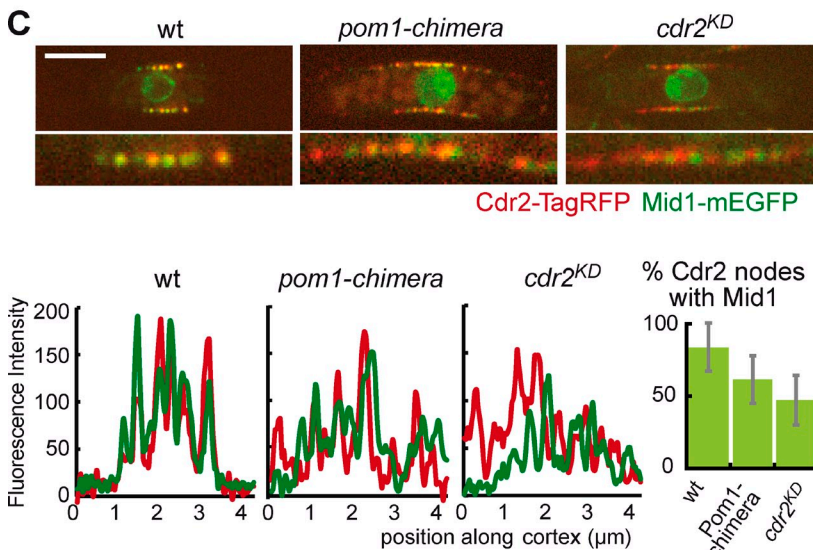 C
wt
pom1-chimera
cdr2KD
Cdr2-TagRFP Mid1-mEGFP
wt
pom1-chimera
cdr2KD
% Cdr2 nodes
with Mid1
Fluorescence Intensity
200
150
100
50
0
0 1 2 3 4
0 1 2 3 4
0 1 2 3 4
position along cortex (µm)
100
50
0
wt
Pom1-
chimera
cdr2KD